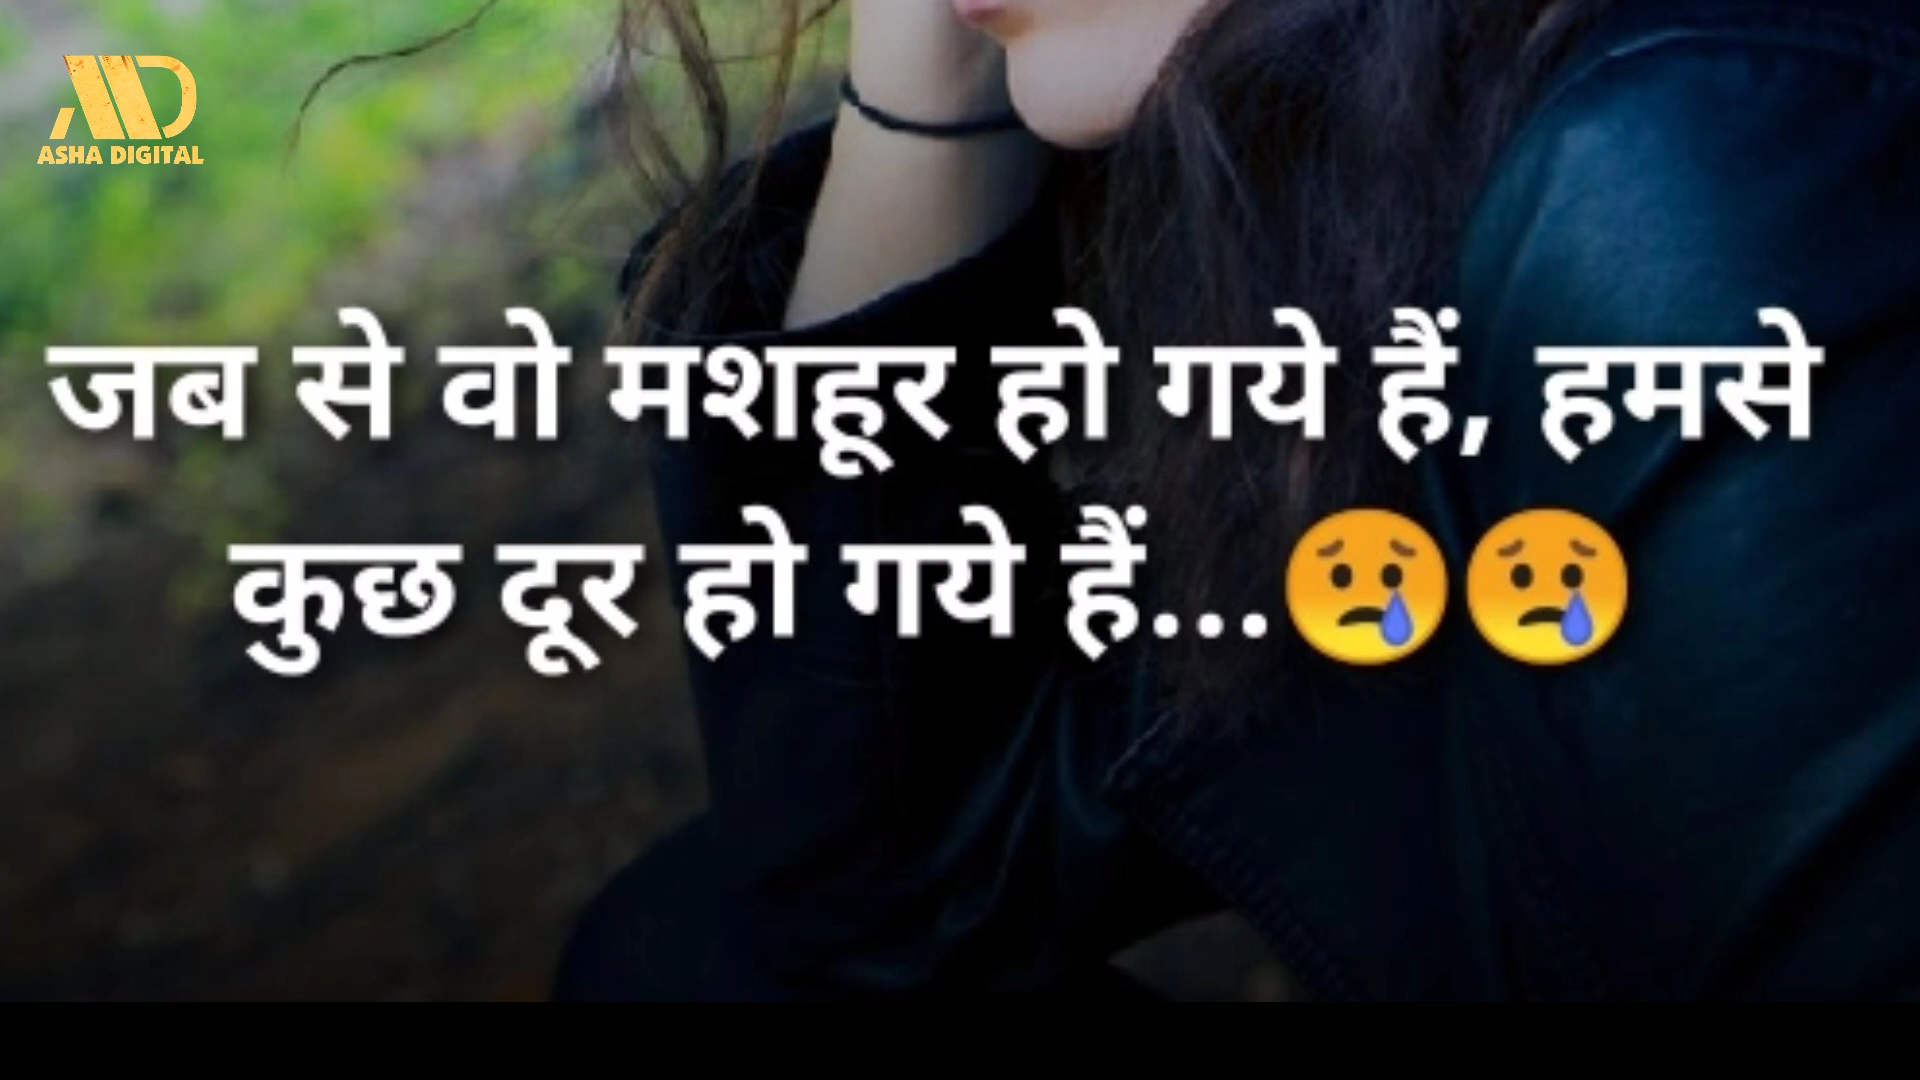 ASHA DIGITAL
जब से वो मशहूर हो गये हैं, हमसे
कुछ दूर हो गये हैं...😢😢